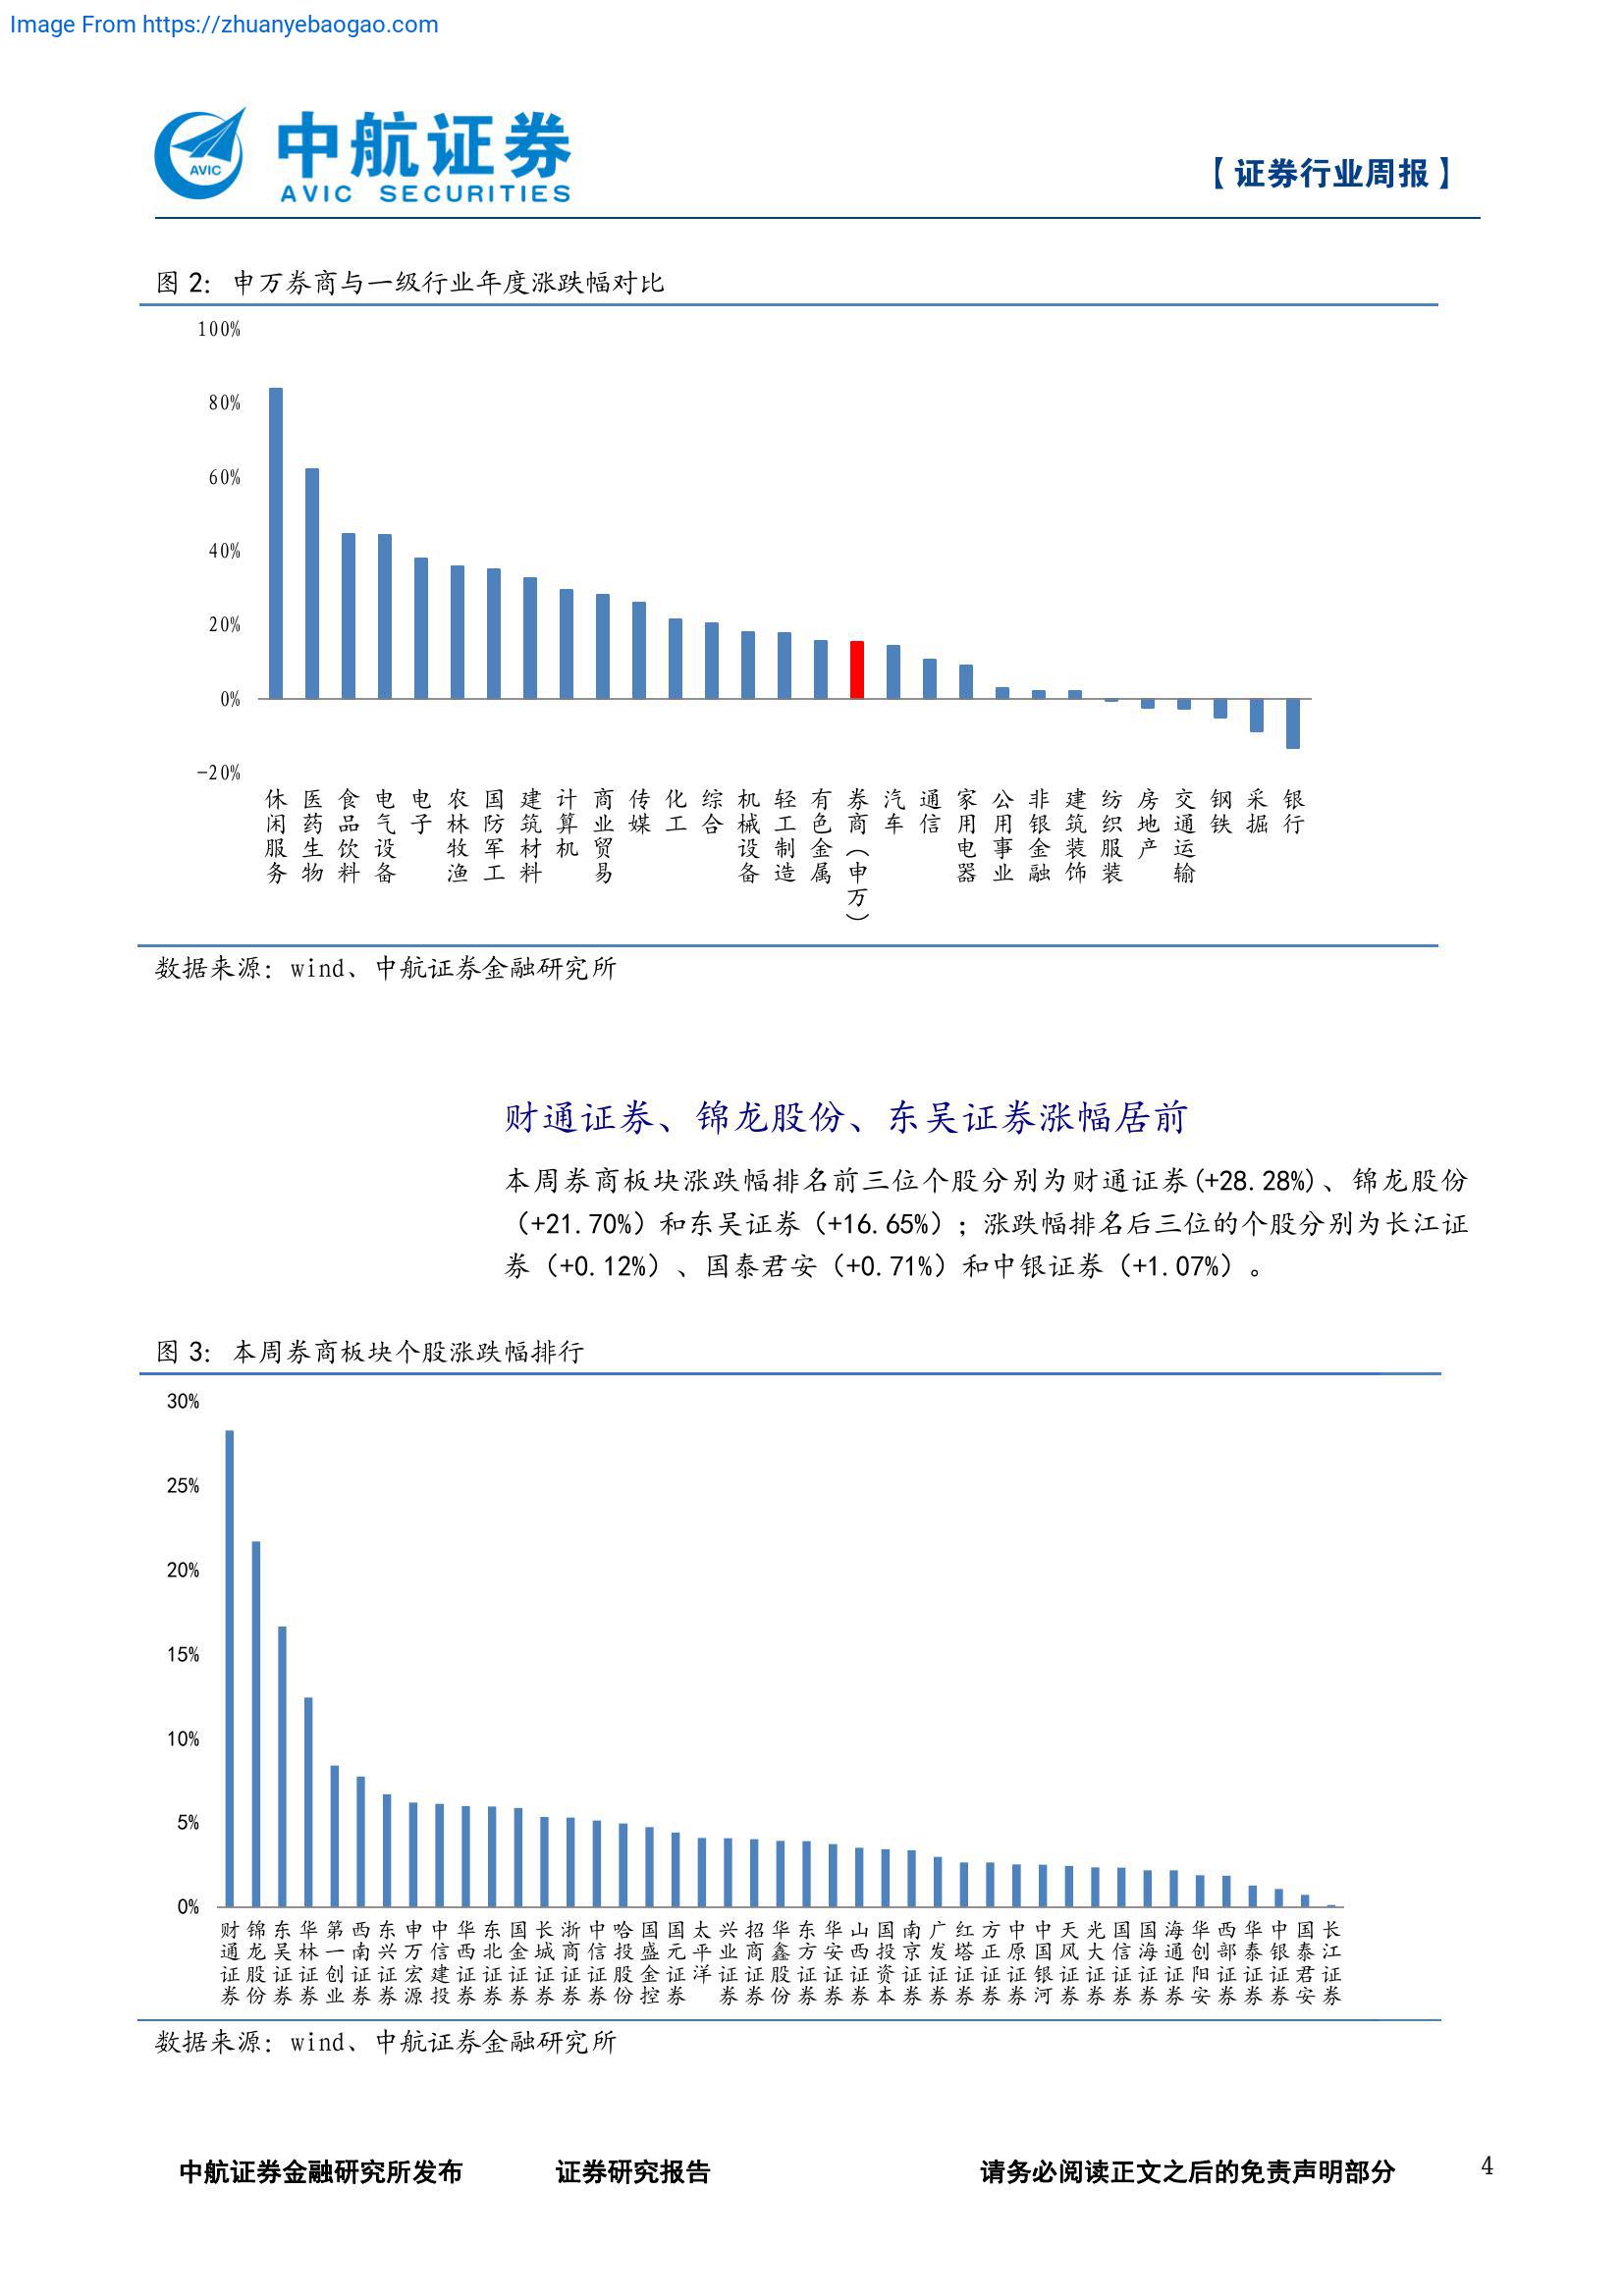 Image From https://zhuanyebaogao.com
AVIC
中航证券
AVIC SECURITIES
【证券行业周报】
图 2：申万券商与一级行业年度涨跌幅对比
100%
80%
60%
40%
20%
0%
-20%
休闲服务
医药生物
食品饮料
电气设备
电子
农林牧渔
国防军工
建筑材料
计算机
商业贸易
传媒
化工
综合
机械设备
轻工制造
有色金属
券商（申万）
汽车
通信
家用电器
公用事业
非银金融
建筑装饰
纺织服装
房地产
交通运输
钢铁
采掘
银行
数据来源：wind、中航证券金融研究所
财通证券、锦龙股份、东吴证券涨幅居前
本周券商板块涨跌幅排名前三位个股分别为财通证券(+28.28%)、锦龙股份
（+21.70%）和东吴证券（+16.65%）；涨跌幅排名后三位的个股分别为长江证
券（+0.12%）、国泰君安（+0.71%）和中银证券（+1.07%）。
图 3：本周券商板块个股涨跌幅排行
30%
25%
20%
15%
10%
5%
0%
财通证券
锦龙股份
东吴证券
华林证券
第一创业
西南证券
东兴证券
申万宏源
中信建投
华西证券
东北证券
国金证券
长城证券
浙商证券
中信证券
哈投股份
国盛金控
国元证券
太平洋
兴业证券
招商证券
华鑫股份
东方证券
华安证券
山西证券
国投资本
南京证券
广发证券
红塔证券
方正证券
中原证券
中国银河
天风证券
光大证券
国信证券
国海证券
海通证券
华创阳安
西部证券
华泰证券
中银证券
国泰君安
长江证券
数据来源：wind、中航证券金融研究所
中航证券金融研究所发布 证券研究报告 请务必阅读正文之后的免责声明部分 4